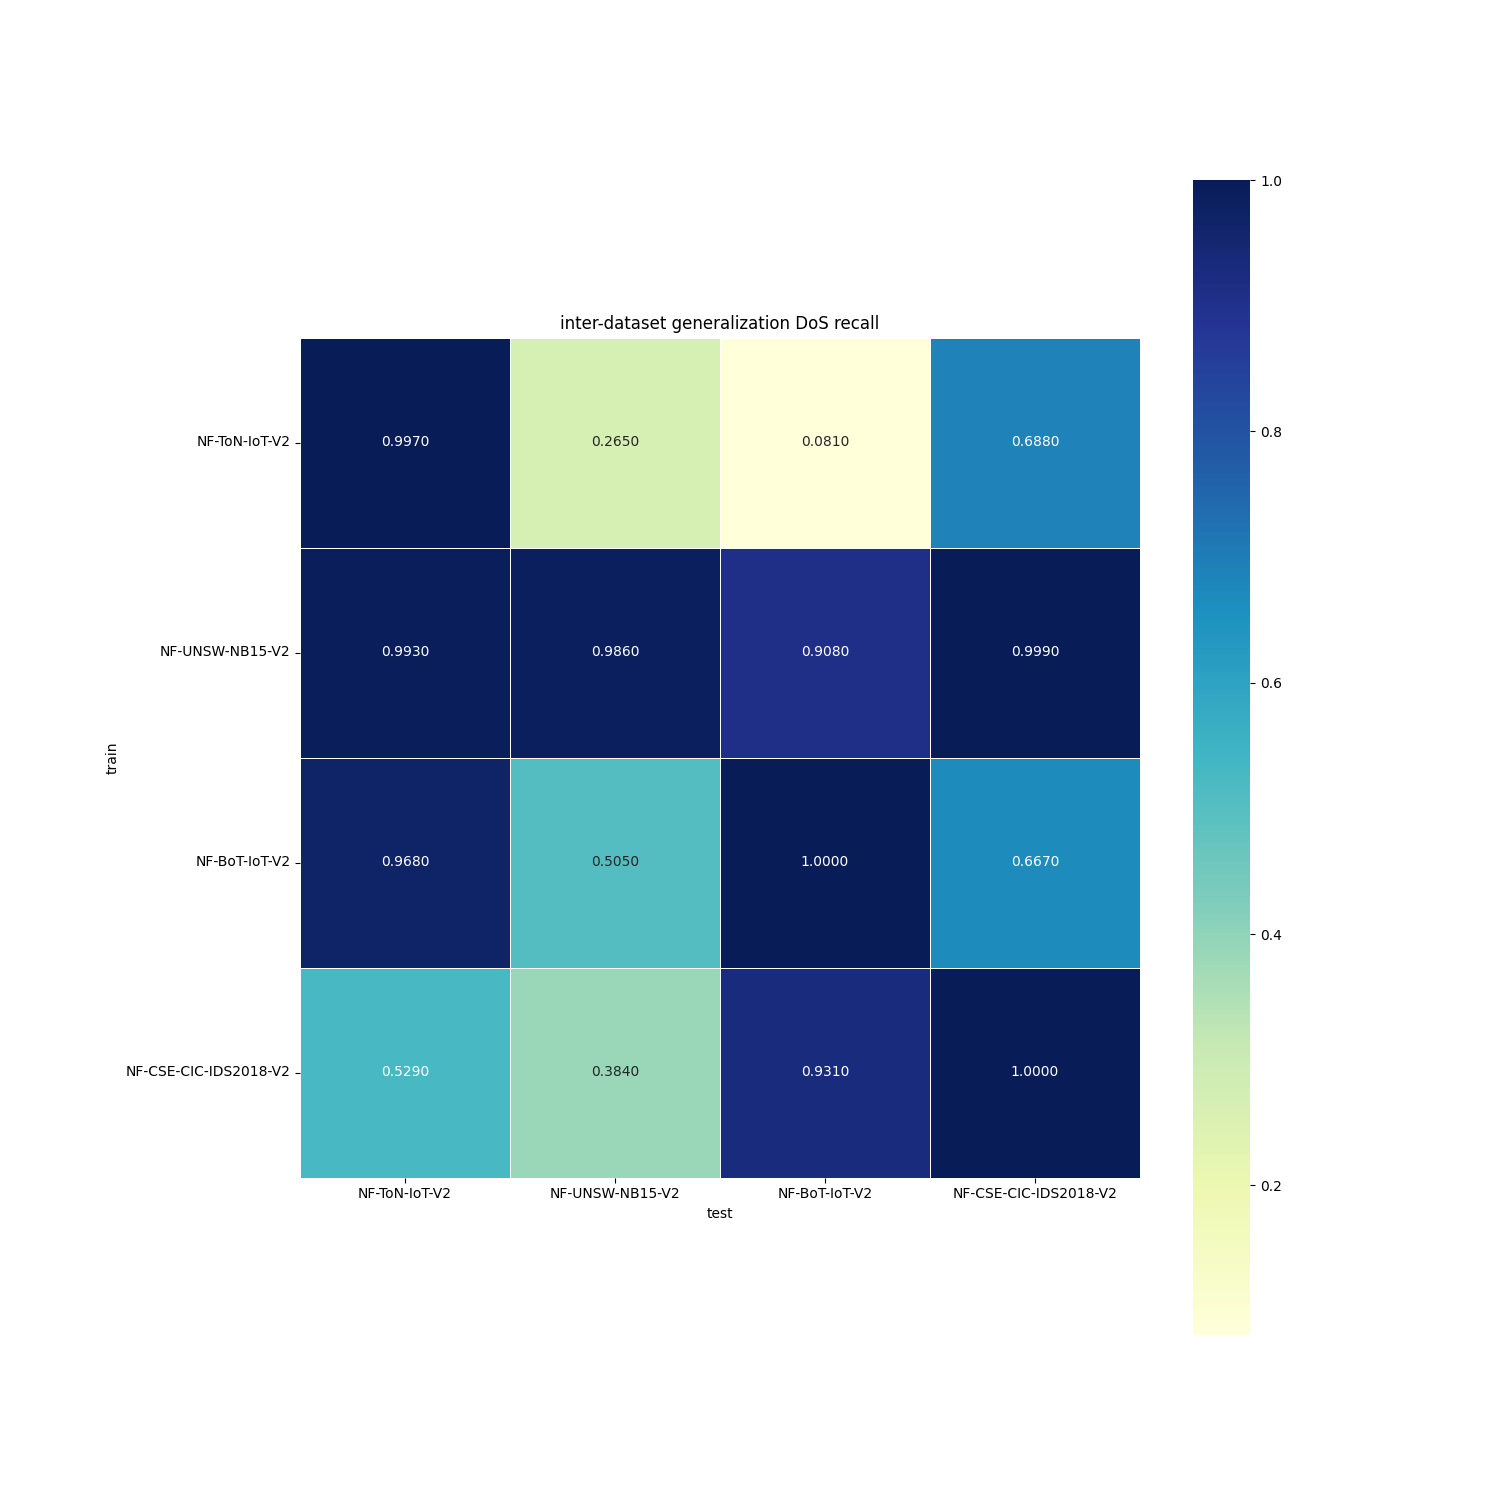 inter-dataset generalization DoS recall
train
NF-ToN-IoT-V2 0.9970 0.2650 0.0810 0.6880
NF-UNSW-NB15-V2 0.9930 0.9860 0.9080 0.9990
NF-BoT-IoT-V2 0.9680 0.5050 1.0000 0.6670
NF-CSE-CIC-IDS2018-V2 0.5290 0.3840 0.9310 1.0000
NF-ToN-IoT-V2 NF-UNSW-NB15-V2 NF-BoT-IoT-V2 NF-CSE-CIC-IDS2018-V2
test
1.0
0.8
0.6
0.4
0.2